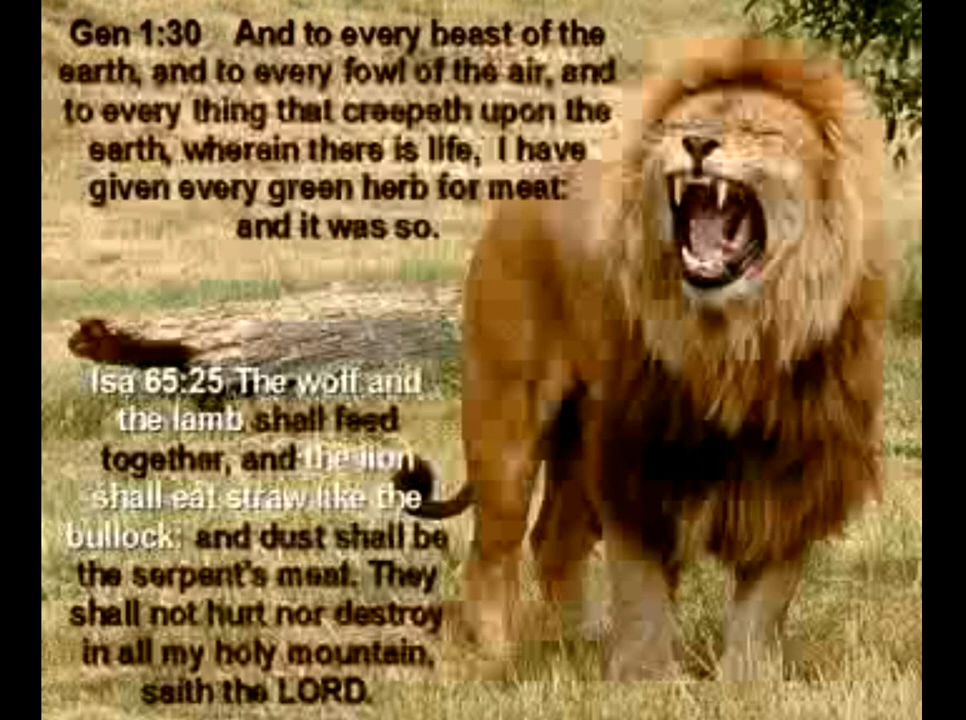 Gen 1:30 And to every beast of the
earth, and to every fowl of the air, and
to every thing that creepeth upon the
earth, wherein there is life, I have
given every green herb for meat:
and it was so.
Isa 65:25 The wolf and
the lamb shall feed
together, and the lion
shall eat straw like the
bullock: and dust shall be
the serpent's meat. They
shall not hurt nor destroy
in all my holy mountain,
saith the LORD.